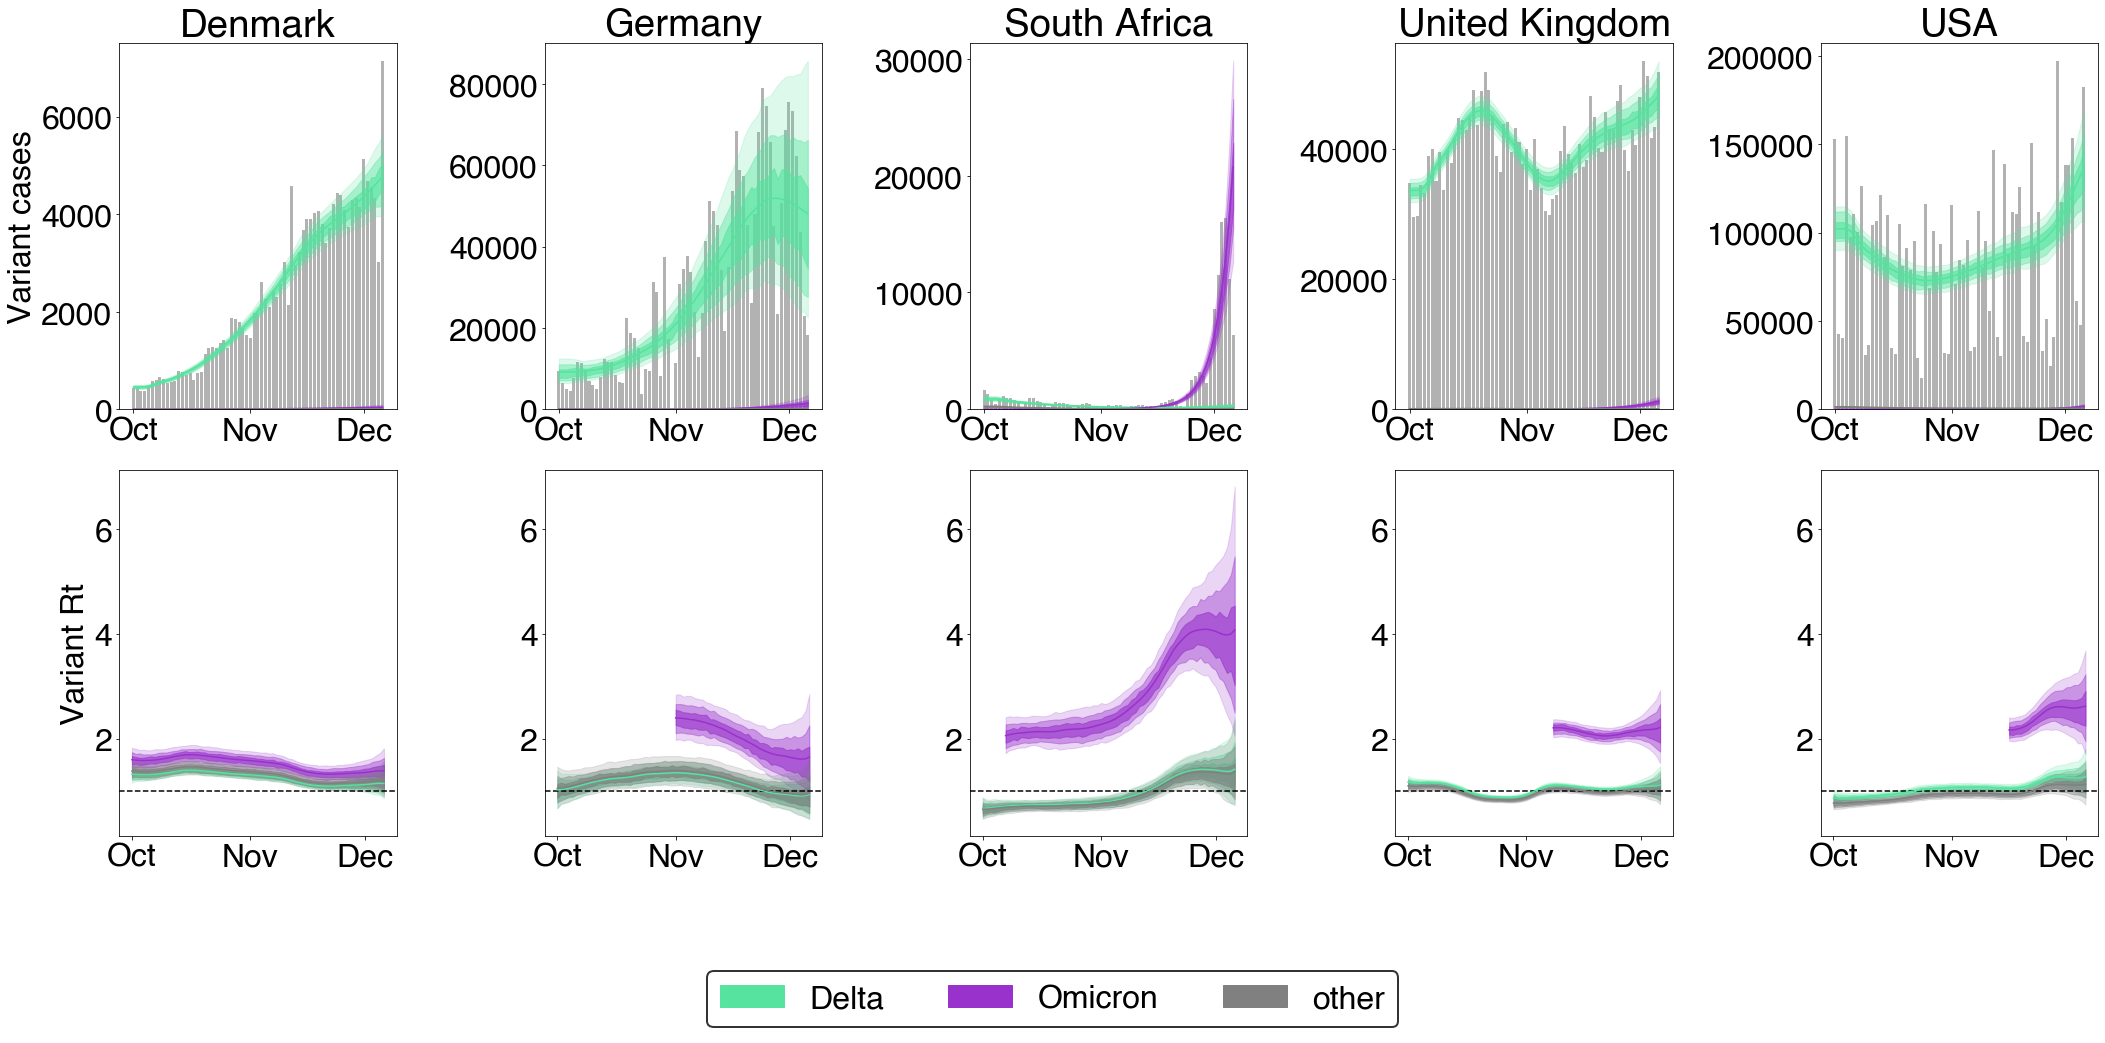 Denmark Germany South Africa United Kingdom USA
Variant cases
6000
4000
2000
0
Oct Nov Dec
80000
60000
40000
20000
0
Oct Nov Dec
30000
20000
10000
0
Oct Nov Dec
40000
20000
0
Oct Nov Dec
200000
150000
100000
50000
0
Oct Nov Dec
Variant Rt
6
4
2
Oct Nov Dec
6
4
2
Oct Nov Dec
6
4
2
Oct Nov Dec
6
4
2
Oct Nov Dec
6
4
2
Oct Nov Dec
Delta Omicron other